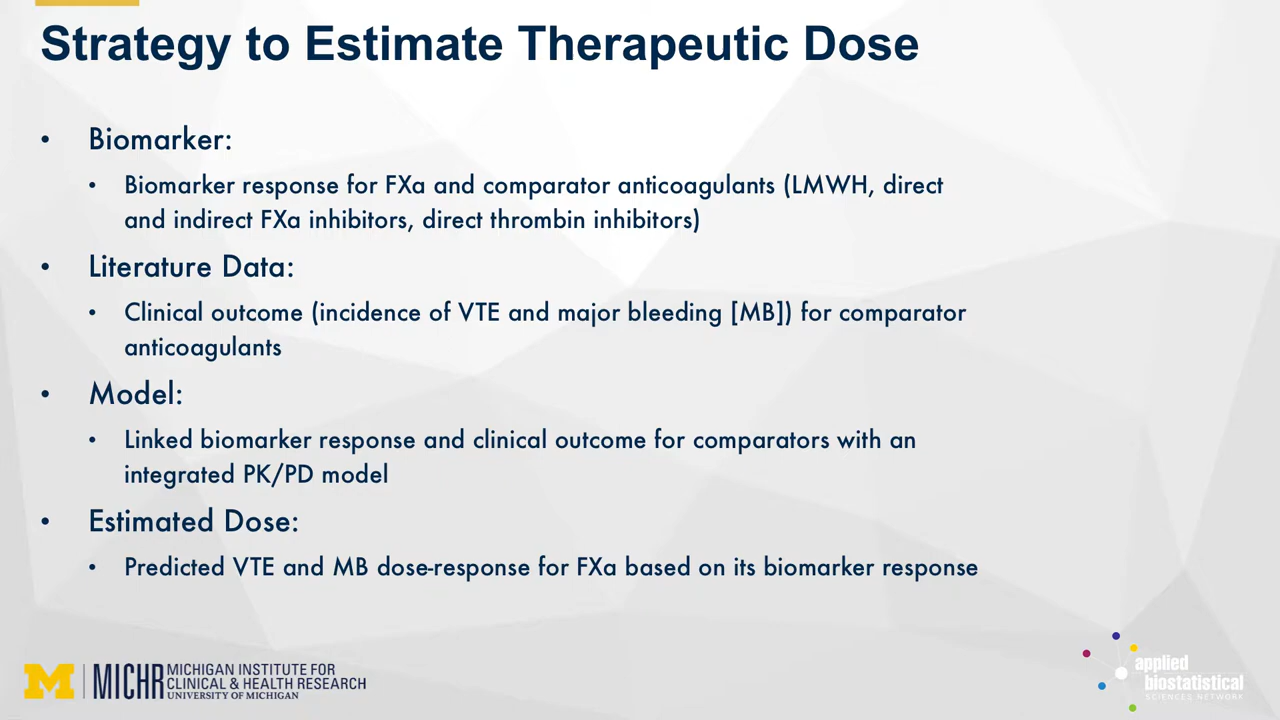 Strategy to Estimate Therapeutic Dose
• Biomarker:
• Biomarker response for FXa and comparator anticoagulants (LMWH, direct
and indirect FXa inhibitors, direct thrombin inhibitors)
• Literature Data:
• Clinical outcome (incidence of VTE and major bleeding [MB]) for comparator
anticoagulants
• Model:
• Linked biomarker response and clinical outcome for comparators with an
integrated PK/PD model
• Estimated Dose:
• Predicted VTE and MB dose-response for FXa based on its biomarker response
M
MICHR
MICHIGAN INSTITUTE FOR
CLINICAL & HEALTH RESEARCH
UNIVERSITY OF MICHIGAN
applied
biostatistical
SCIENCES NETWORK